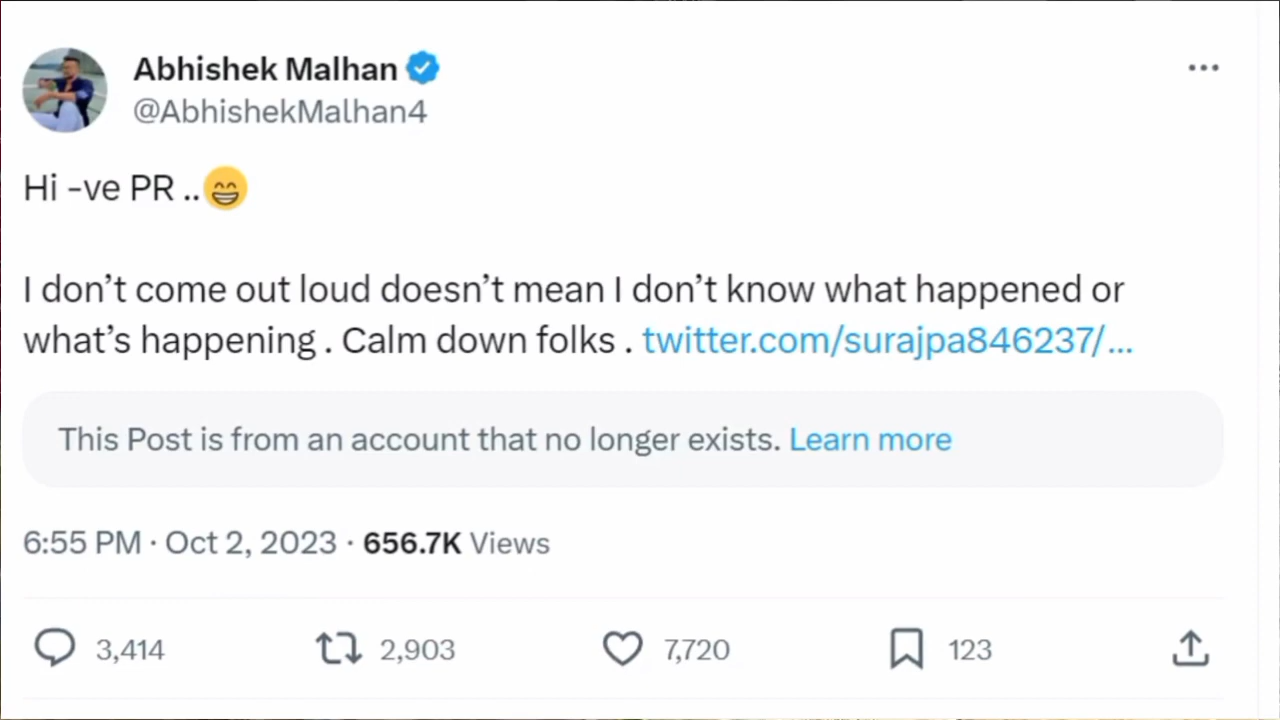 Abhishek Malhan
@AbhishekMalhan4
Hi -ve PR ..😁
I don’t come out loud doesn’t mean I don’t know what happened or
what’s happening . Calm down folks . twitter.com/surajpa846237/...
This Post is from an account that no longer exists. Learn more
6:55 PM · Oct 2, 2023 · 656.7K Views
3,414 2,903 7,720 123